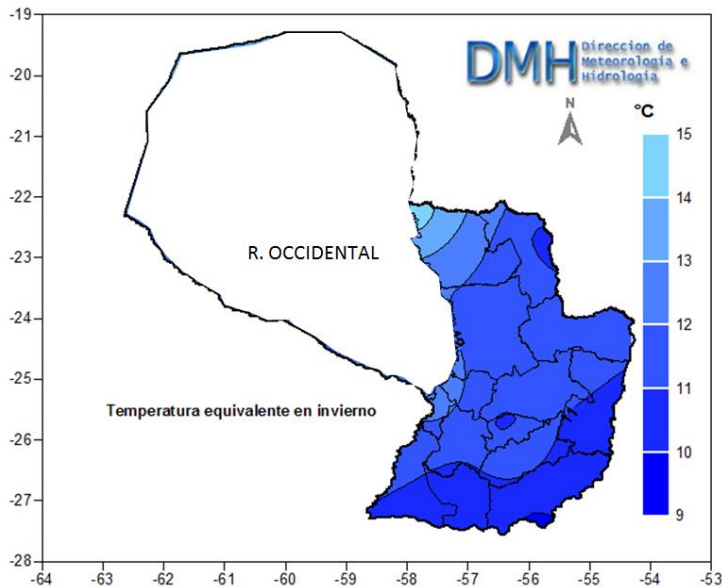 DMH Direccion de
Meteorologia e
Hidrologia
N
°C
15
14
13
12
11
10
9
R. OCCIDENTAL
Temperatura equivalente en invierno
-19
-20
-21
-22
-23
-24
-25
-26
-27
-28
-64 -63 -62 -61 -60 -59 -58 -57 -56 -55 -54 -53